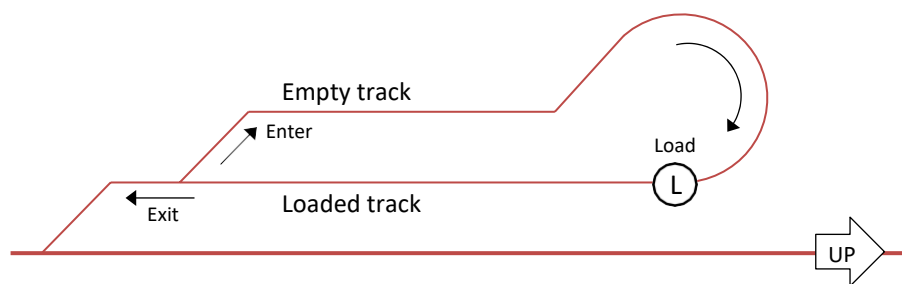 Empty track
Enter
Load
L
Exit
Loaded track
UP